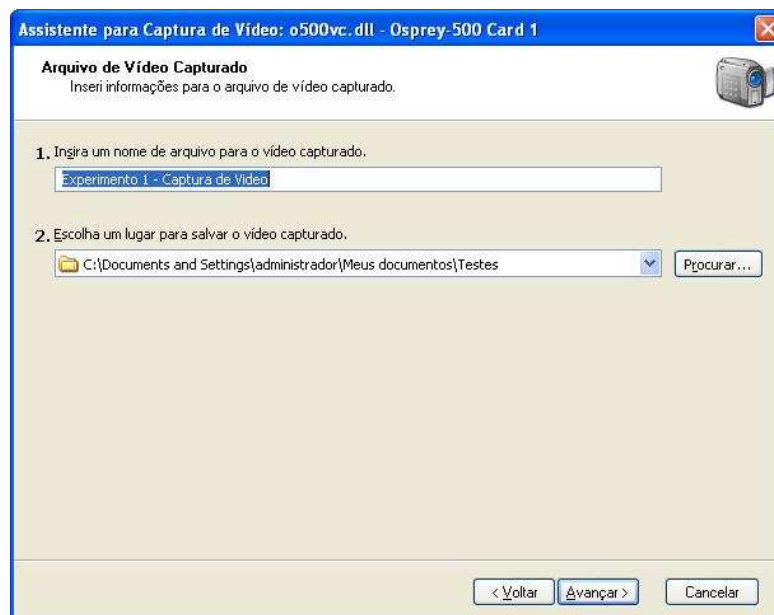 Assistente para Captura de Vídeo: o500vc.dll - Osprey-500 Card 1
Arquivo de Vídeo Capturado
Inseri informações para o arquivo de vídeo capturado.
1. Insira um nome de arquivo para o vídeo capturado.
Experimento 1 - Captura de Video
2. Escolha um lugar para salvar o vídeo capturado.
C:\Documents and Settings\administrador\Meus documentos\Testes
Procurar...
< Voltar
Avançar >
Cancelar